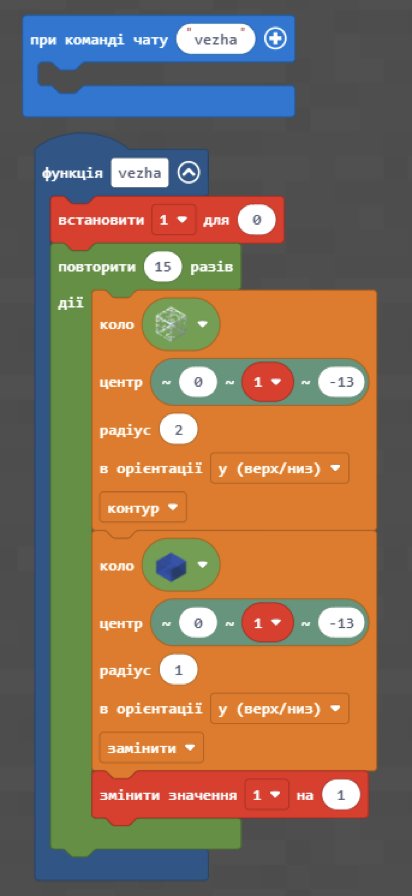 при команді чату "vezha"
функція vezha
встановити 1 для 0
повторити 15 разів
дії
коло
центр ~ 0 ~ 1 ~ -13
радіус 2
в орієнтації y (верх/низ)
контур
коло
центр ~ 0 ~ 1 ~ -13
радіус 1
в орієнтації y (верх/низ)
замінити
змінити значення 1 на 1